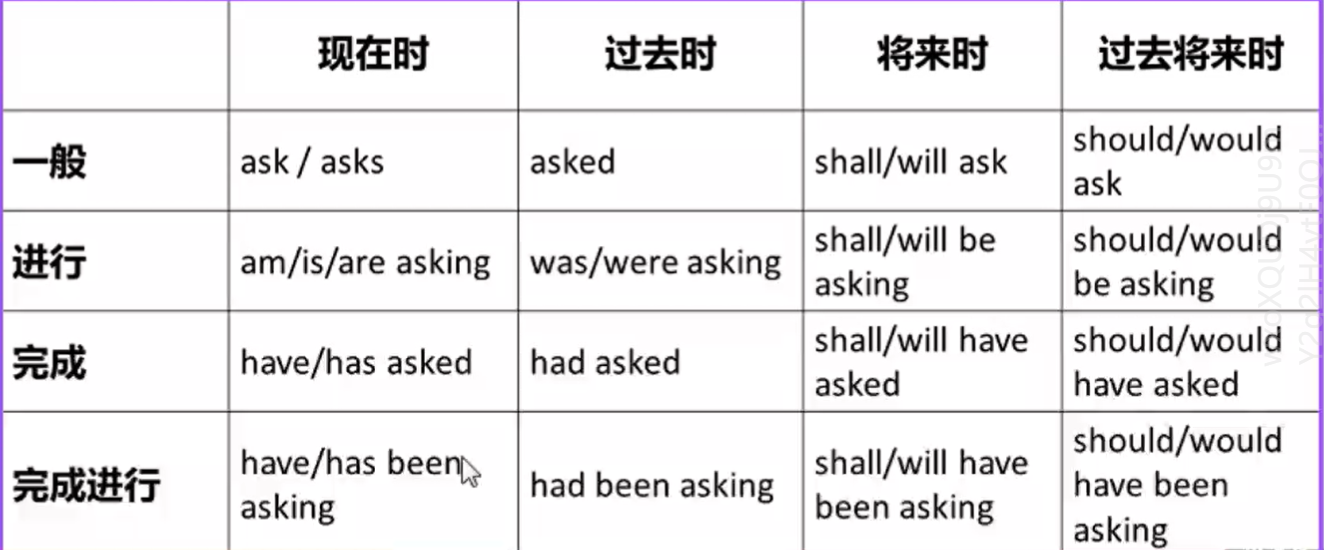 现在时 过去时 将来时 过去将来时
一般 ask / asks asked shall/will ask should/would
ask
进行 am/is/are asking was/were asking shall/will be
asking should/would
be asking
完成 have/has asked had asked shall/will have
asked should/would
have asked
完成进行 have/has been
asking had been asking shall/will have
been asking should/would
have been
asking